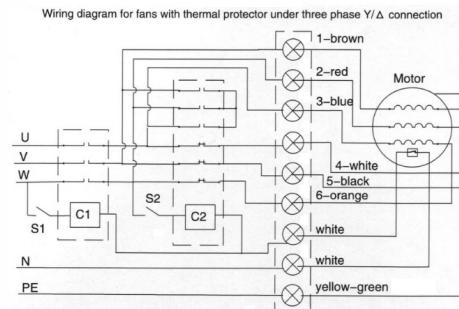 Wiring diagram for fans with thermal protector under three phase Y/Δ connection
1–brown
2–red
Motor
3–blue
U
V
4–white
W
5–black
6–orange
S1
C1
S2
C2
white
N
white
PE
yellow–green